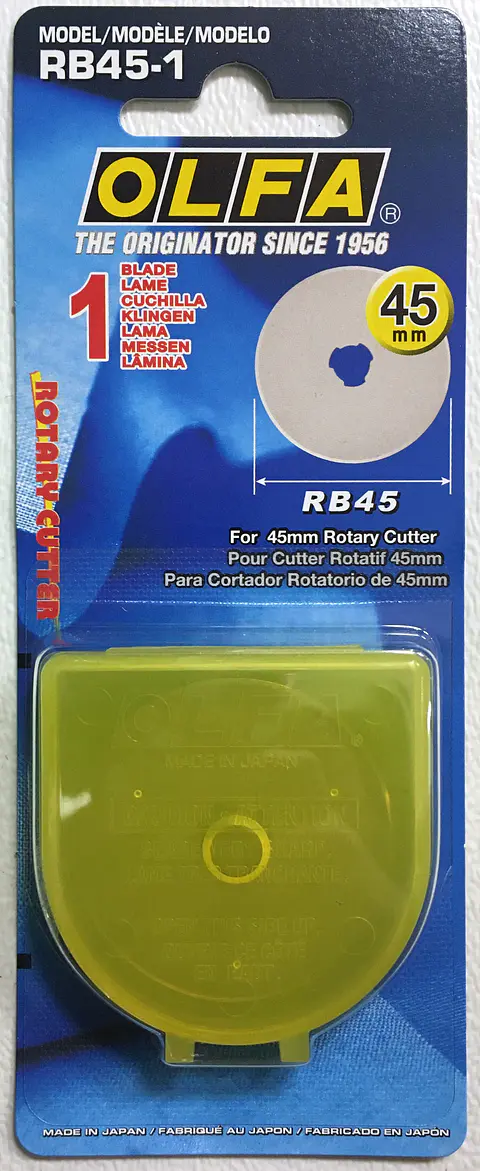 MODEL/MODÈLE/MODELO
RB45-1
OLFA®
THE ORIGINATOR SINCE 1956
1
BLADE
LAME
CUCHILLA
KLINGEN
LAMA
MESSEN
LÂMINA
45
mm
ROTARY CUTTER
RB45
For 45mm Rotary Cutter
Pour Cutter Rotatif 45mm
Para Cortador Rotatorio de 45mm
OLFA®
MADE IN JAPAN
MADE IN JAPAN / FABRIQUÉ AU JAPON / FABRICADO EN JAPÓN